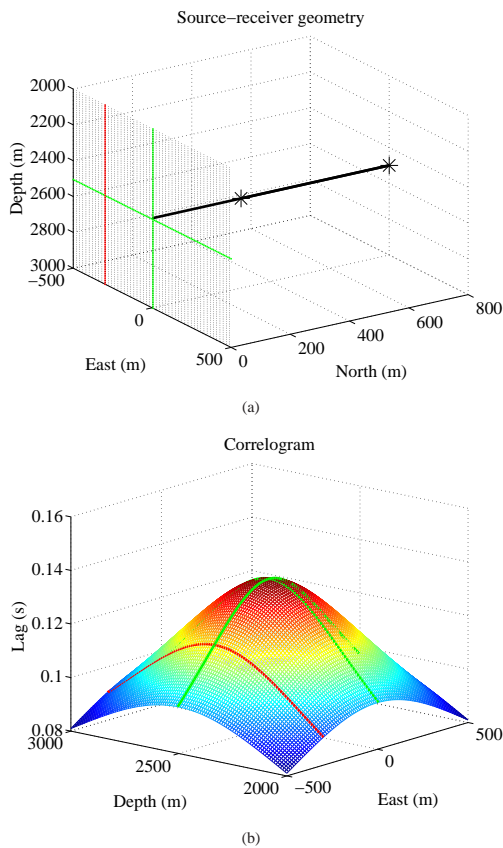 Source−receiver geometry
2000
2200
2400
2600
2800
3000
Depth (m)
−500
0
500
East (m)
0
200
400
600
800
North (m)
(a)
Correlogram
0.16
0.14
0.12
0.1
0.08
Lag (s)
3000
2500
2000
Depth (m)
−500
0
500
East (m)
(b)